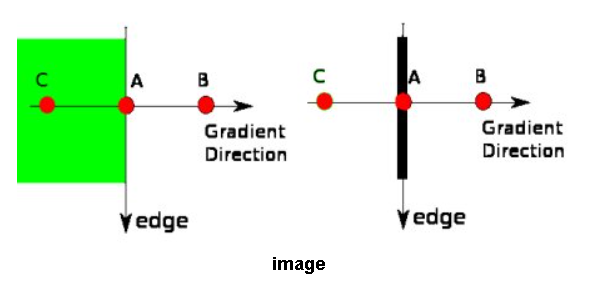 C
A
B
Gradient
Direction
edge
C
A
B
Gradient
Direction
edge
image